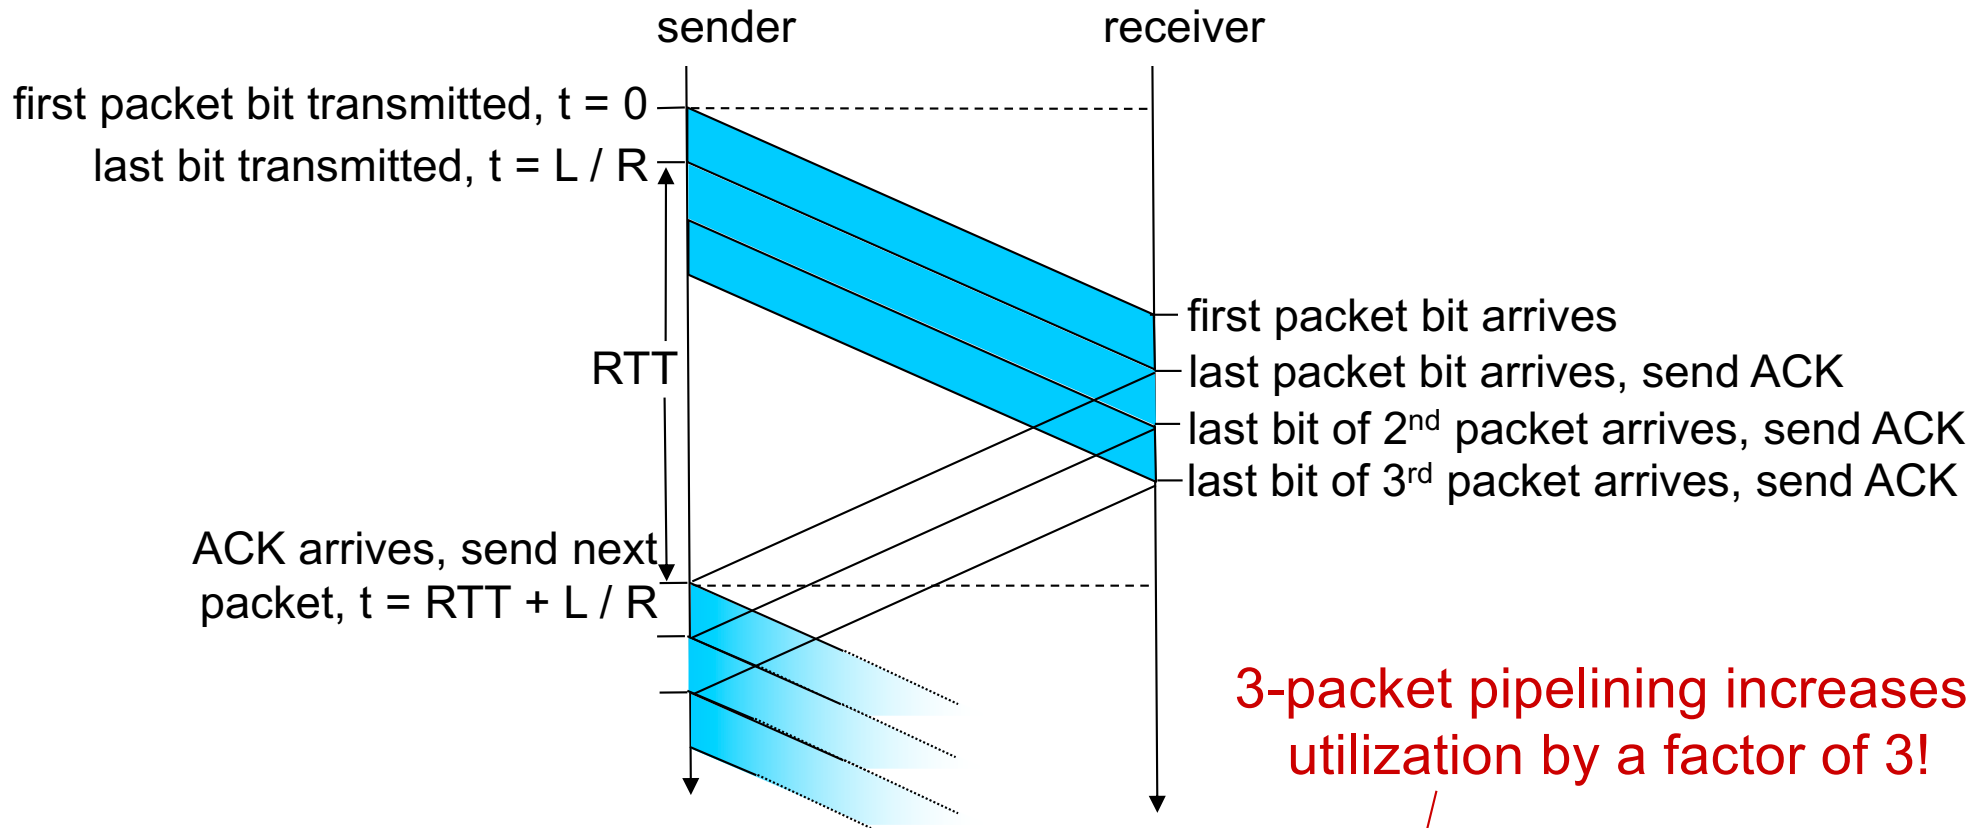 sender
receiver
first packet bit transmitted, t = 0
last bit transmitted, t = L / R
RTT
first packet bit arrives
last packet bit arrives, send ACK
last bit of 2nd packet arrives, send ACK
last bit of 3rd packet arrives, send ACK
ACK arrives, send next
packet, t = RTT + L / R
3-packet pipelining increases
utilization by a factor of 3!